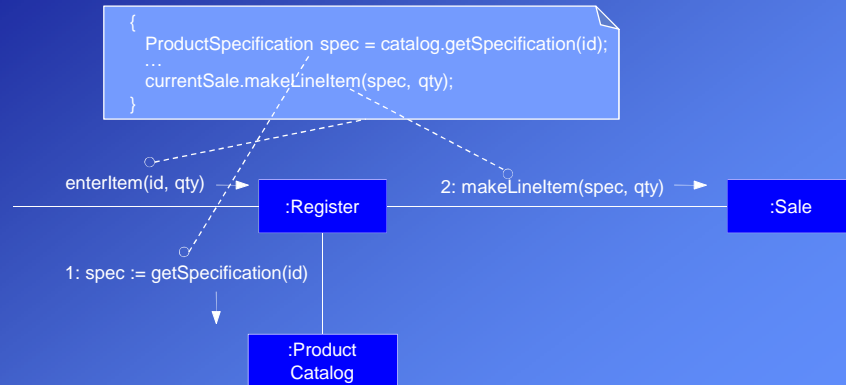 {
ProductSpecification spec = catalog.getSpecification(id);
…
currentSale.makeLineItem(spec, qty);
}
enterItem(id, qty)
2: makeLineItem(spec, qty)
:Register
:Sale
1: spec := getSpecification(id)
:Product
Catalog